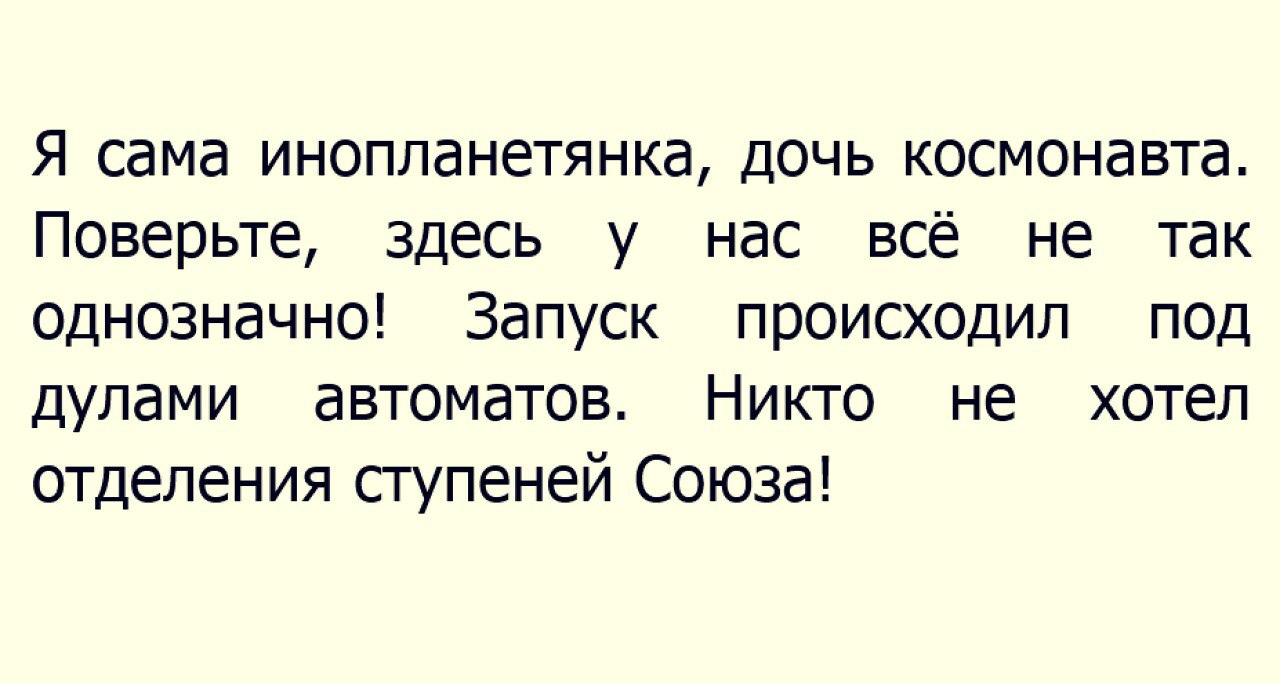 Я сама инопланетянка, дочь космонавта.
Поверьте, здесь у нас всё не так
однозначно! Запуск происходил под
дулами автоматов. Никто не хотел
отделения ступеней Союза!